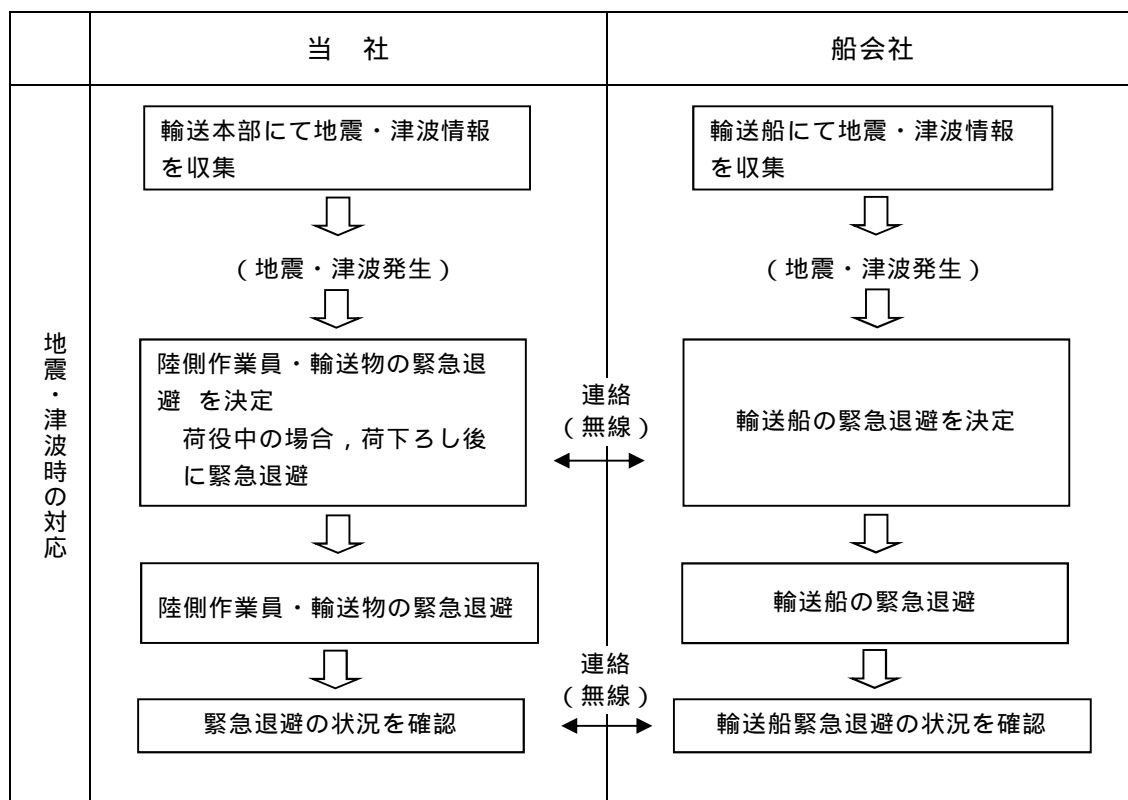 当　社
船会社
地震・津波時の対応
輸送本部にて地震・津波情報
を収集
(地震・津波発生)
陸側作業員・輸送物の緊急退
避 を決定
荷役中の場合,荷下ろし後
に緊急退避
陸側作業員・輸送物の緊急退避
緊急退避の状況を確認
連絡
(無線)
連絡
(無線)
輸送船にて地震・津波情報
を収集
(地震・津波発生)
輸送船の緊急退避を決定
輸送船の緊急退避
輸送船緊急退避の状況を確認